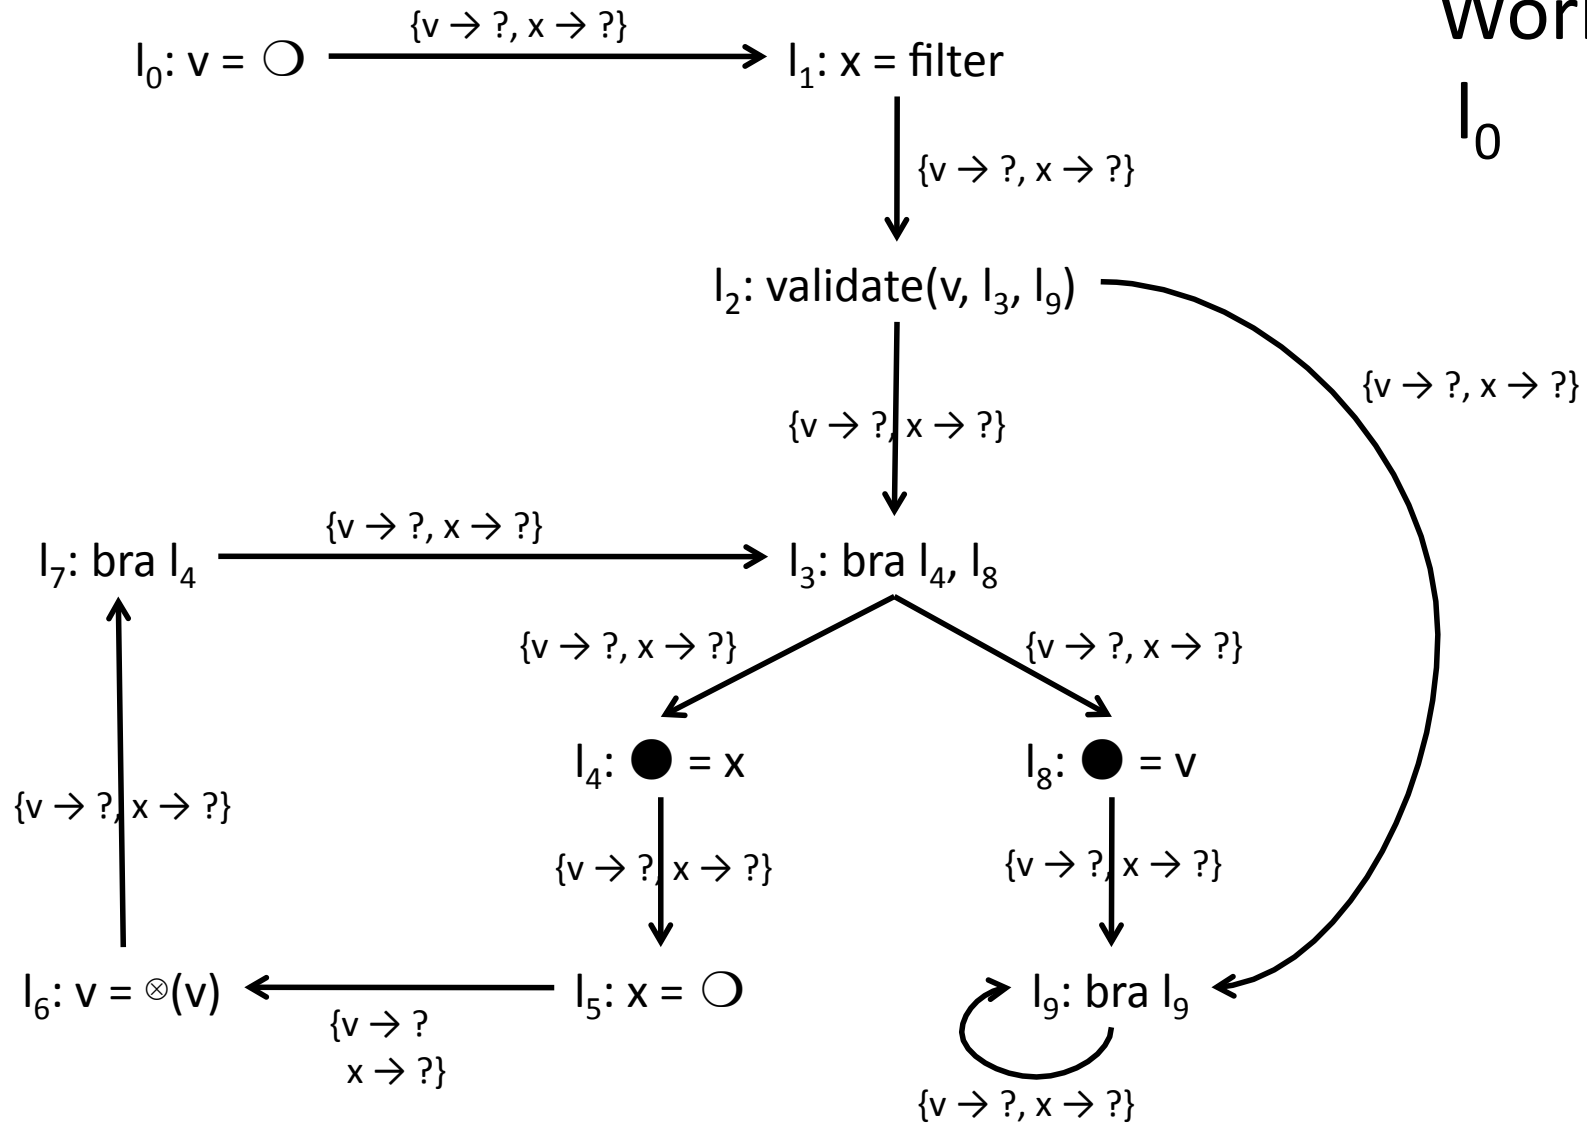 {v → ?, x → ?}
Worl
l₀: v = ❍
l₁: x = filter
l₀
{v → ?, x → ?}
l₂: validate(v, l₃, l₉)
{v → ?, x → ?}
{v → ?, x → ?}
{v → ?, x → ?}
l₇: bra l₄
l₃: bra l₄, l₈
{v → ?, x → ?}
{v → ?, x → ?}
l₄: ● = x
l₈: ● = v
{v → ?, x → ?}
{v → ?, x → ?}
{v → ?, x → ?}
l₆: v = ⊗(v)
l₅: x = ❍
l₉: bra l₉
{v → ?
x → ?}
{v → ?, x → ?}